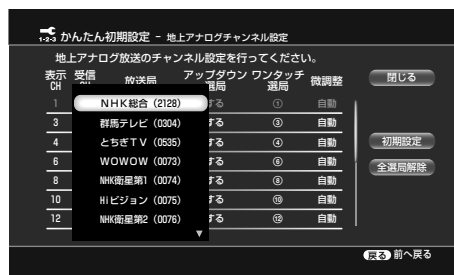 1-2-3 かんたん初期設定 - 地上アナログチャンネル設定
地上アナログ放送のチャンネル設定を行ってください。
表示CH 受信 放送局 アップダウン選局 ワンタッチ選局 微調整 閉じる
1 NHK総合 (2128) する ① 自動
3 群馬テレビ (0304) する ③ 自動
4 とちぎTV (0535) する ④ 自動 初期設定
6 WOWOW (0073) する ⑥ 自動 全選局解除
8 NHK衛星第1 (0074) する ⑧ 自動
10 Hiビジョン (0075) する ⑩ 自動
12 NHK衛星第2 (0076) する ⑫ 自動
戻る 前へ戻る